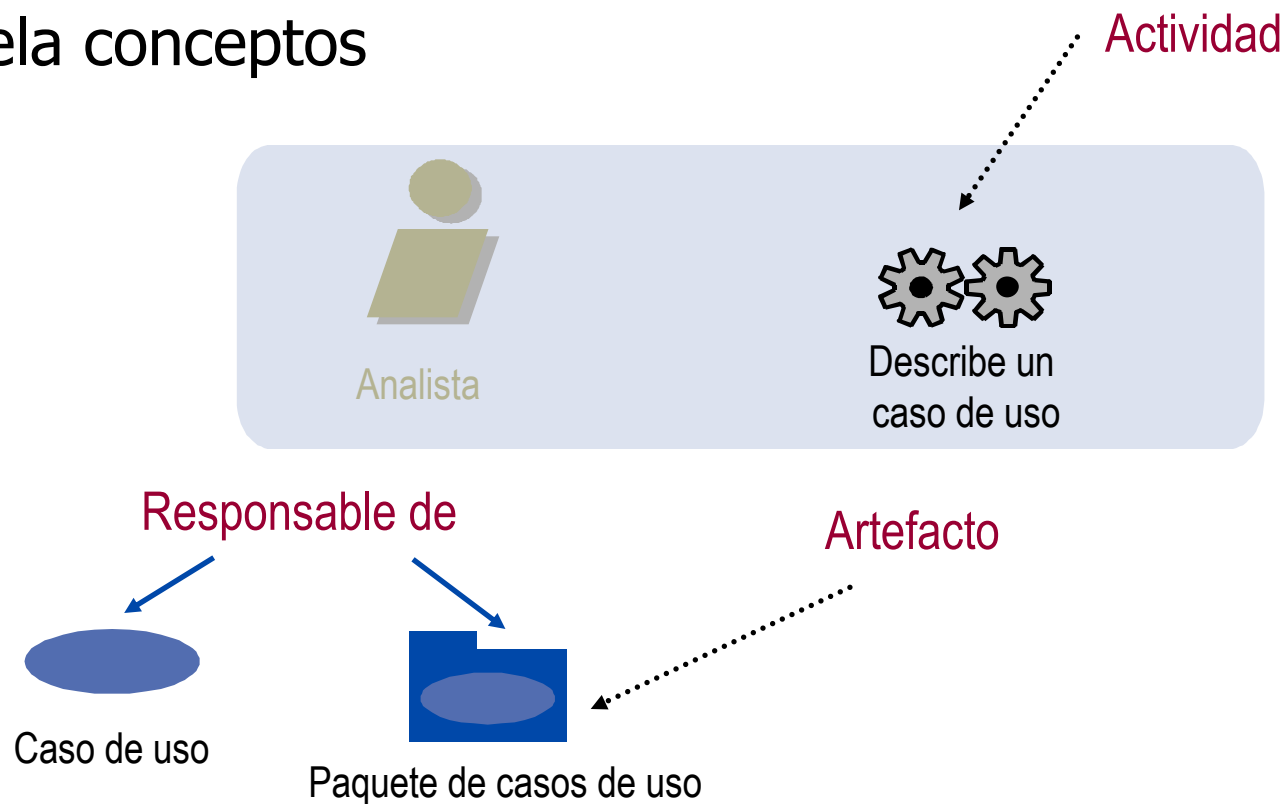 ela conceptos
Actividad
Analista
Describe un
caso de uso
Responsable de
Artefacto
Caso de uso
Paquete de casos de uso